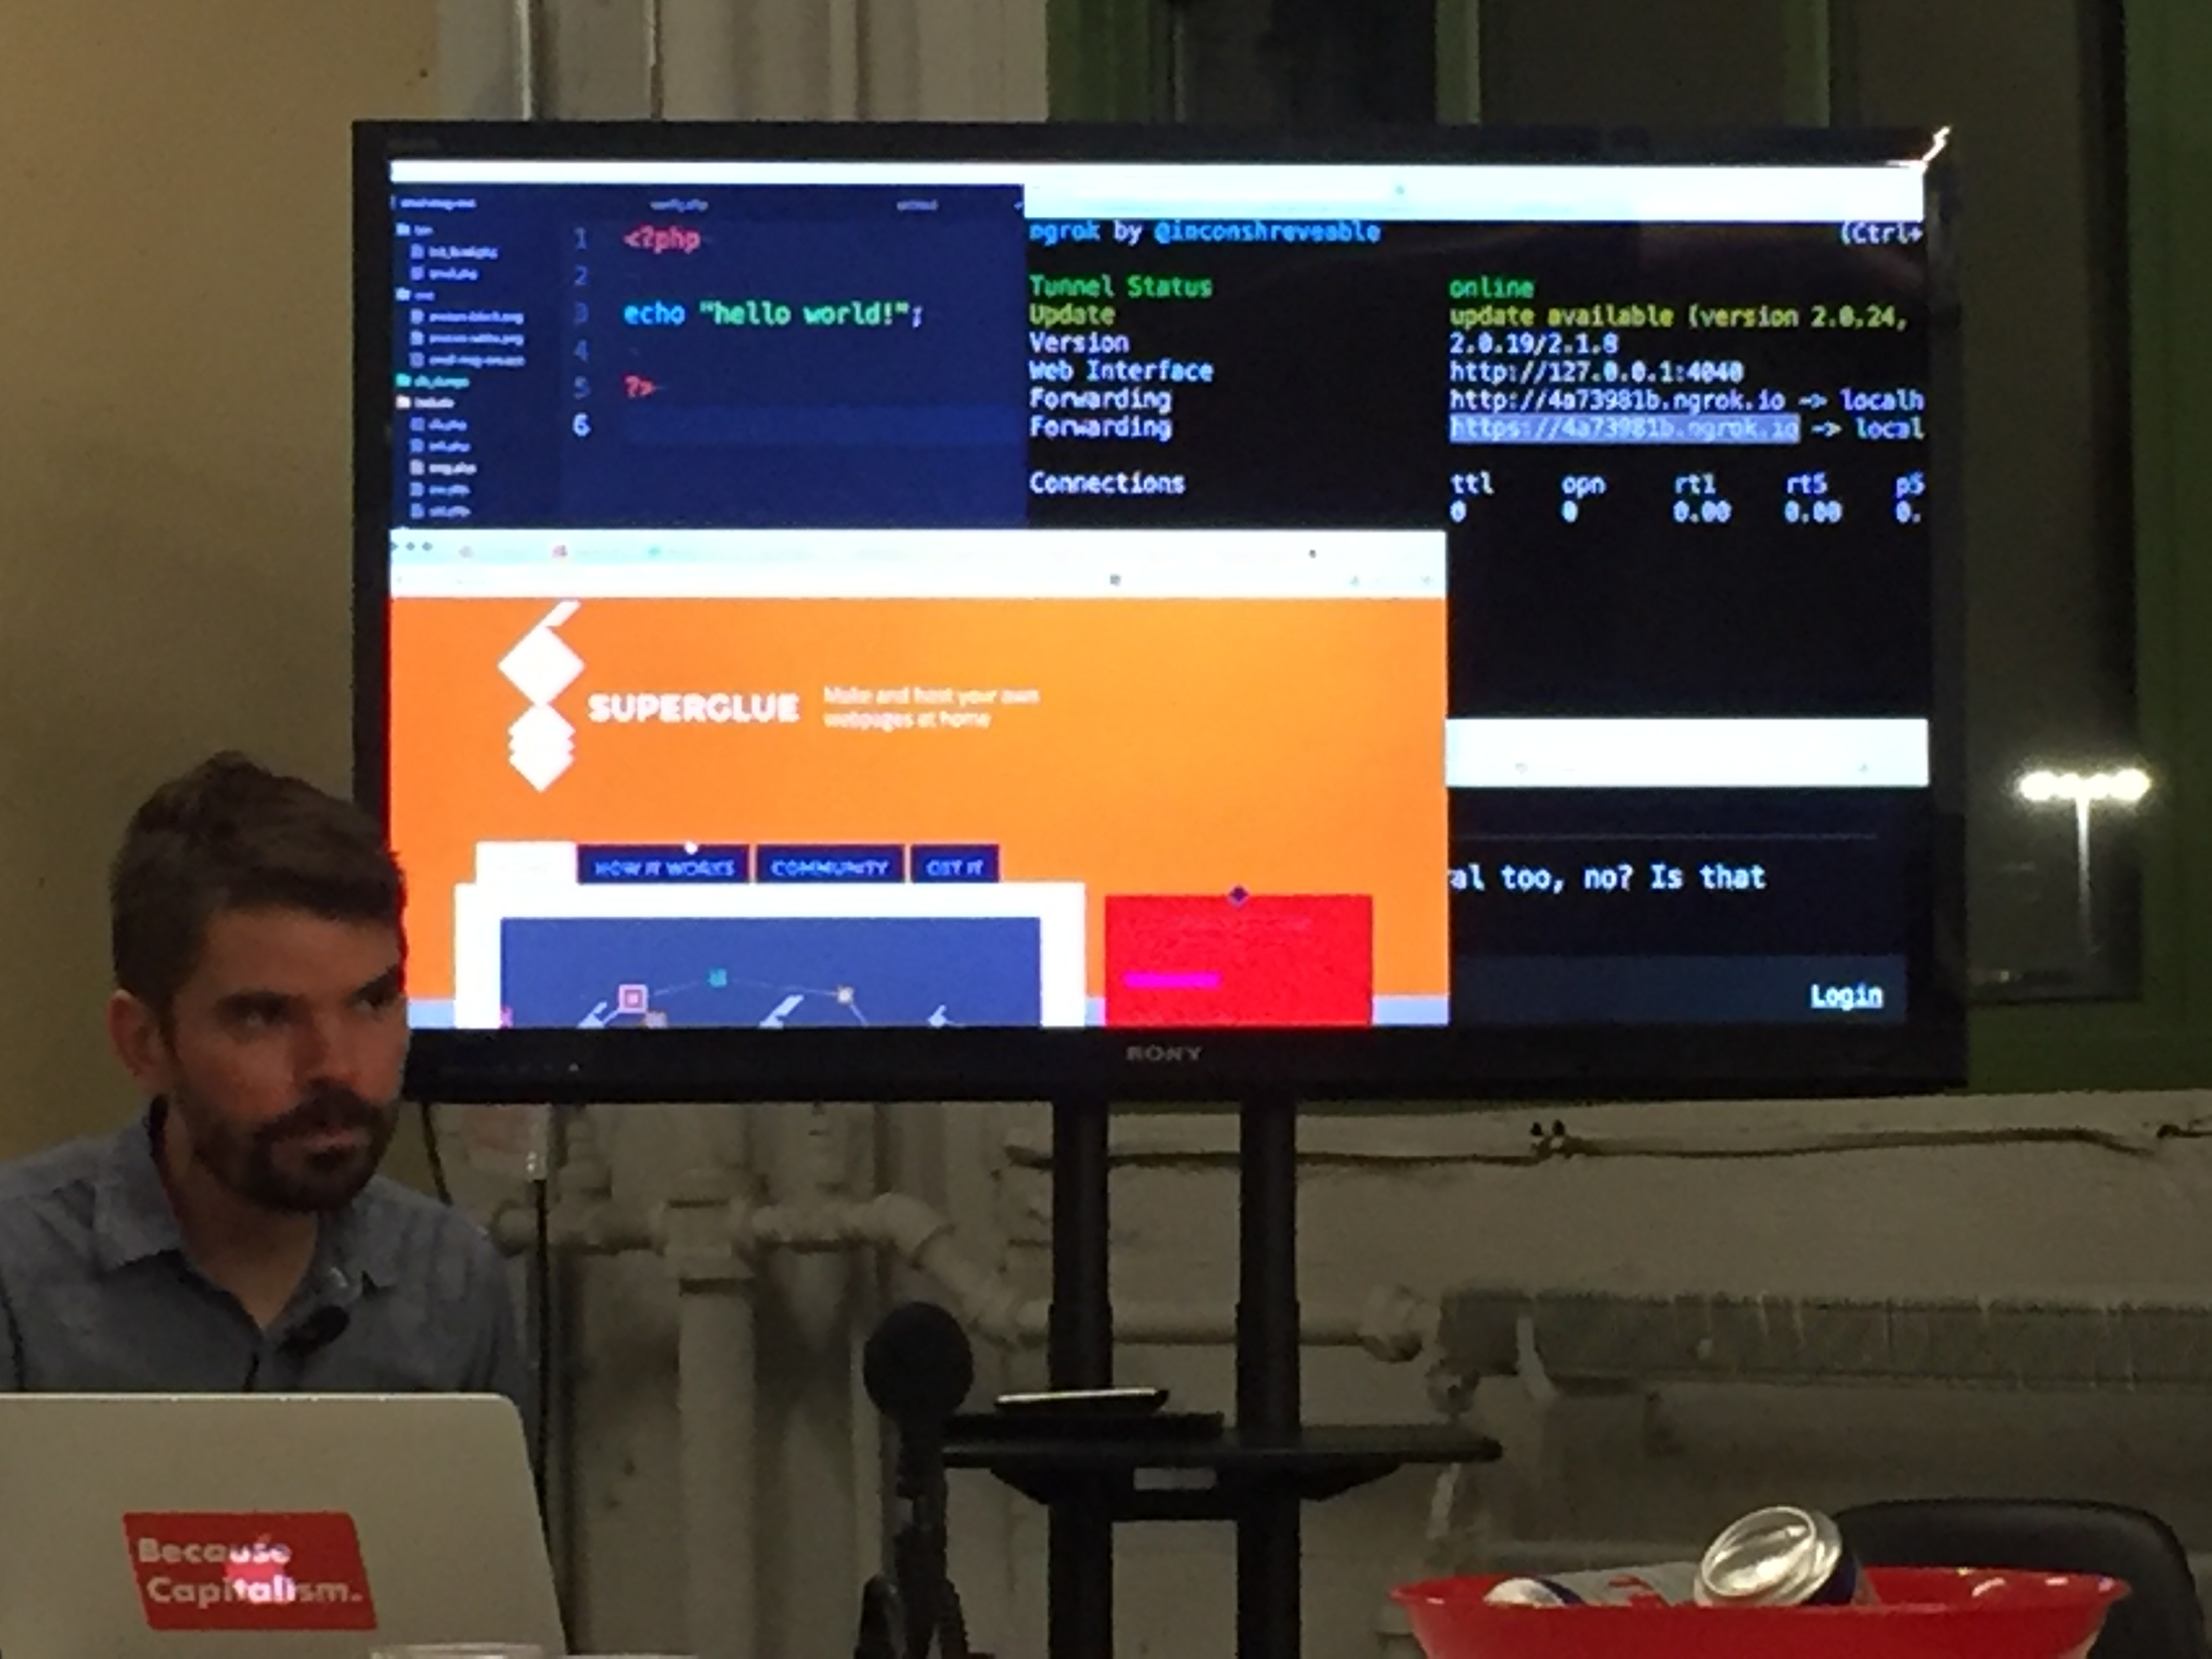 1 <?php
2
3 echo "hello world!";
4
5 ?>
6
ngrok by @inconshreveable (Ctrl+
Tunnel Status online
Update update available (version 2.0.24,
Version 2.0.19/2.1.8
Web Interface http://127.0.0.1:4040
Forwarding http://4a73981b.ngrok.io -> localh
Forwarding https://4a73981b.ngrok.io -> local
Connections ttl opn rt1 rt5 p5
0 0 0.00 0.00 0.
SUPERGLUE
Make and host your own
webpages at home
HOW IT WORKS COMMUNITY GET IT
al too, no? Is that
Login
SONY
Because
Capitalism.